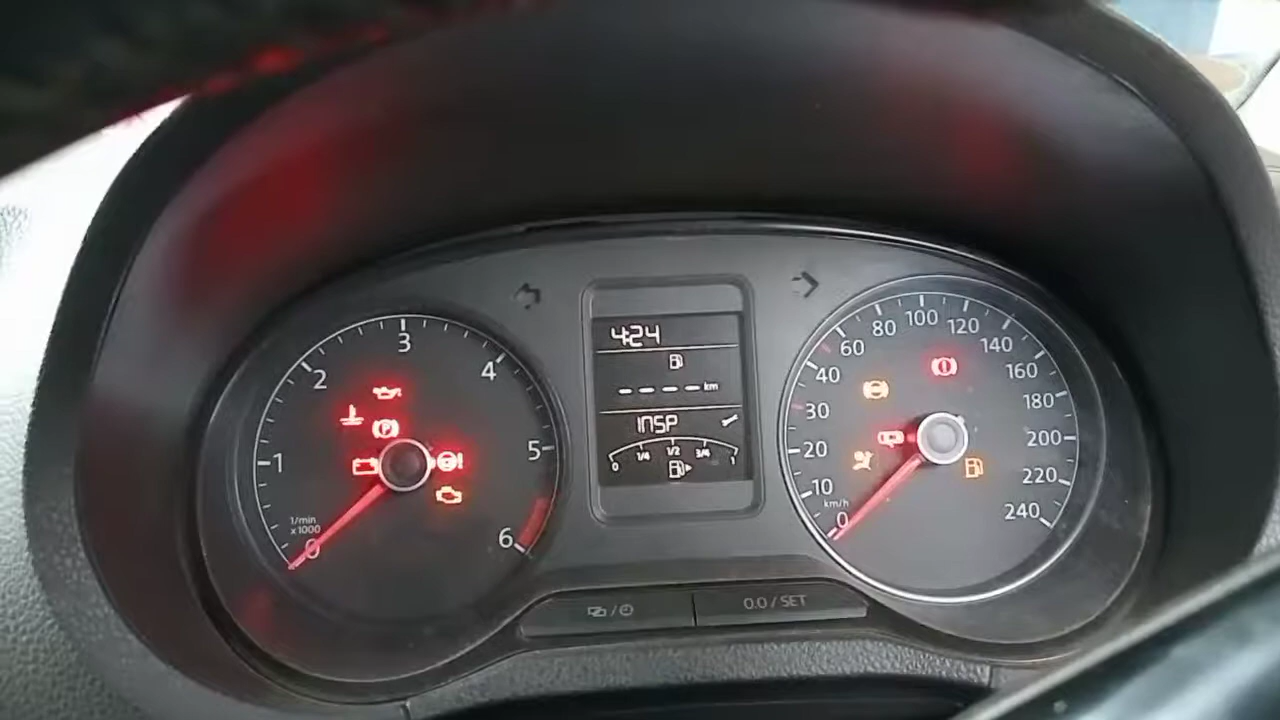 4:24
- - - - km
INSP
0 1/4 1/2 3/4 1
0 1 2 3 4 5 6
1/min
x1000
P
0 10 20 30 40 60 80 100 120 140 160 180 200 220 240
km/h
0.0 / SET